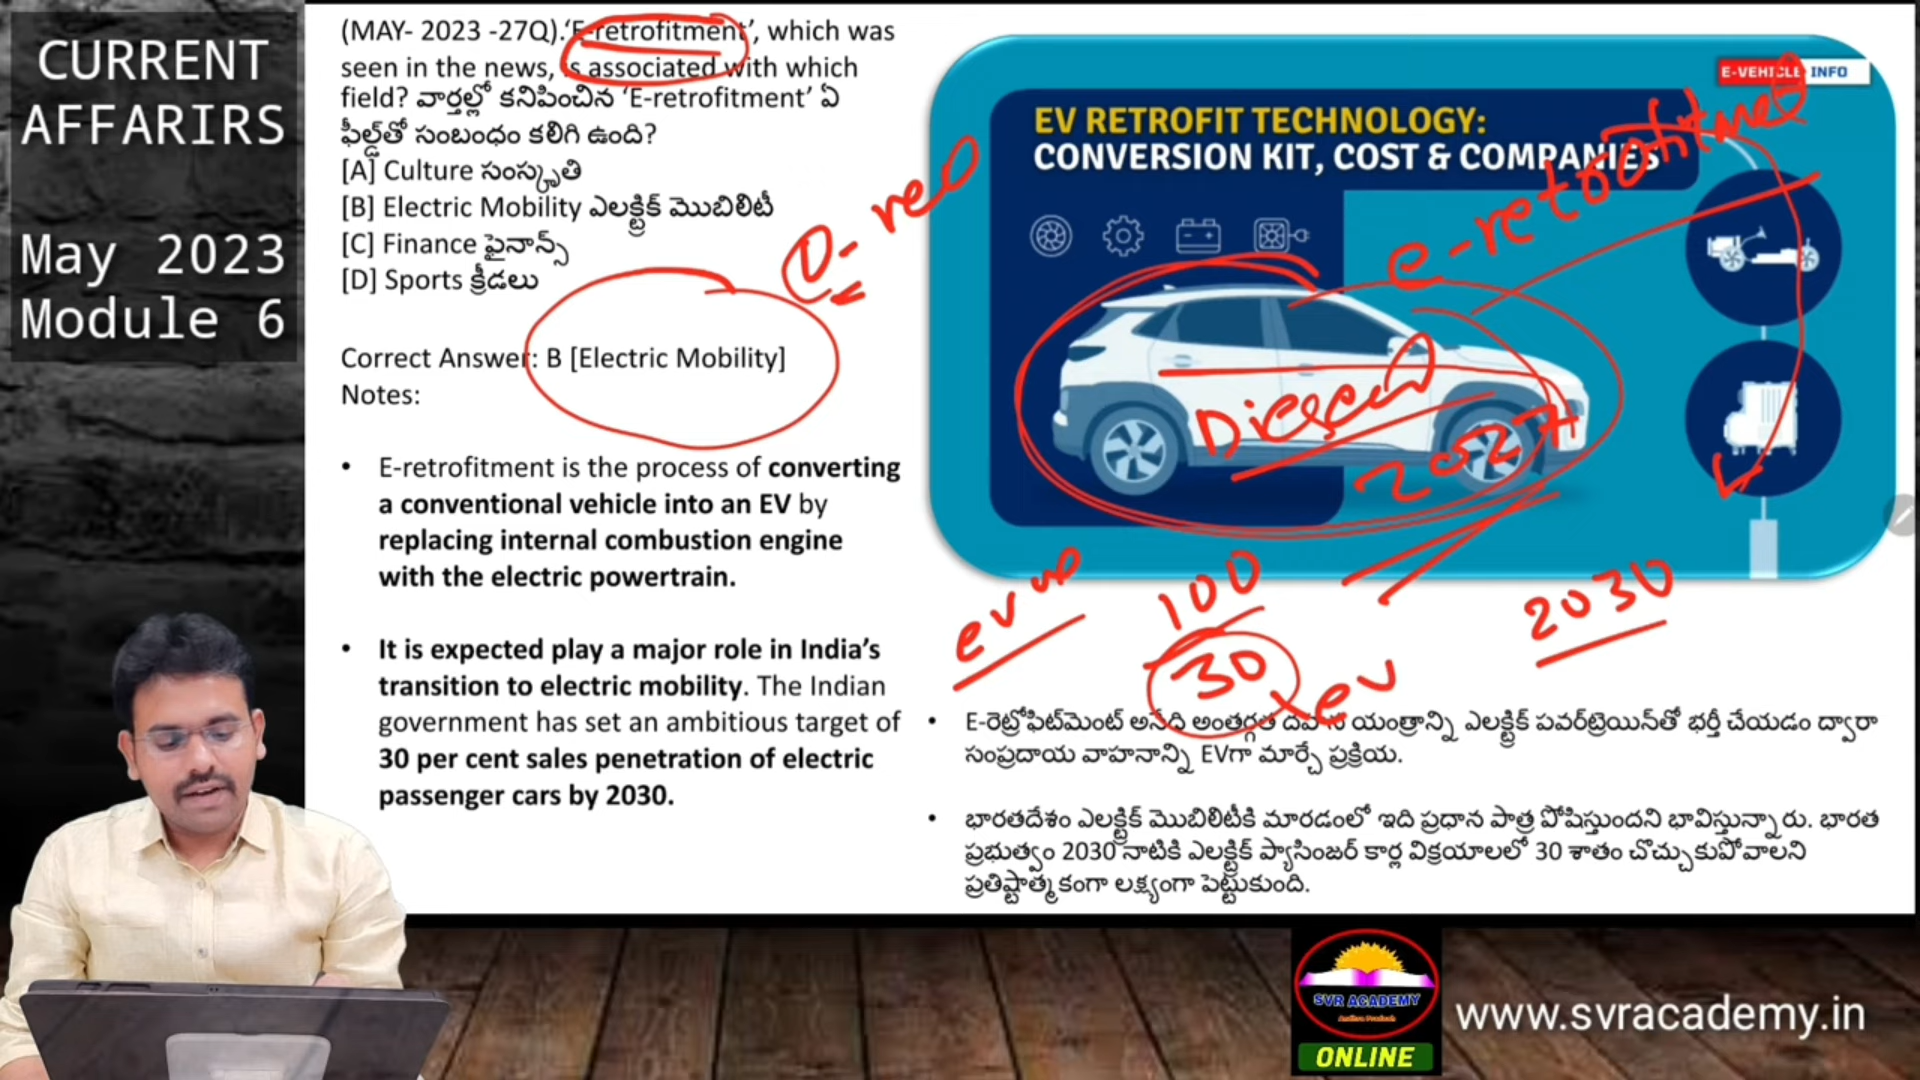 CURRENT
AFFARIRS
May 2023
Module 6
(MAY- 2023 -27Q).‘E-retrofitment’, which was
seen in the news, is associated with which
field? వార్తల్లో కనిపించిన ‘E-retrofitment’ ఏ
ఫీల్డ్‌తో సంబంధం కలిగి ఉంది?
[A] Culture సంస్కృతి
[B] Electric Mobility ఎలక్ట్రిక్ మొబిలిటీ
[C] Finance ఫైనాన్స్
[D] Sports క్రీడలు
Correct Answer: B [Electric Mobility]
Notes:
• E-retrofitment is the process of converting
a conventional vehicle into an EV by
replacing internal combustion engine
with the electric powertrain.
• It is expected play a major role in India’s
transition to electric mobility. The Indian
government has set an ambitious target of
30 per cent sales penetration of electric
passenger cars by 2030.
E-VEHICLE INFO
EV RETROFIT TECHNOLOGY:
CONVERSION KIT, COST & COMPANIES
e-retrofitment
Diesel
2027
100
30
ev
2030
• E-రెట్రోఫిట్‌మెంట్ అనేది అంతర్గత దహన యంత్రాన్ని ఎలక్ట్రిక్ పవర్‌ట్రెయిన్‌తో భర్తీ చేయడం ద్వారా
సంప్రదాయ వాహనాన్ని EVగా మార్చే ప్రక్రియ.
• భారతదేశం ఎలక్ట్రిక్ మొబిలిటీకి మారడంలో ఇది ప్రధాన పాత్ర పోషిస్తుందని భావిస్తున్నారు. భారత
ప్రభుత్వం 2030 నాటికి ఎలక్ట్రిక్ ప్యాసింజర్ కార్ల విక్రయాలలో 30 శాతం చొచ్చుకుపోవాలని
ప్రతిష్టాత్మకంగా లక్ష్యంగా పెట్టుకుంది.
SVR ACADEMY
Andhra Pradesh
ONLINE
www.svracademy.in